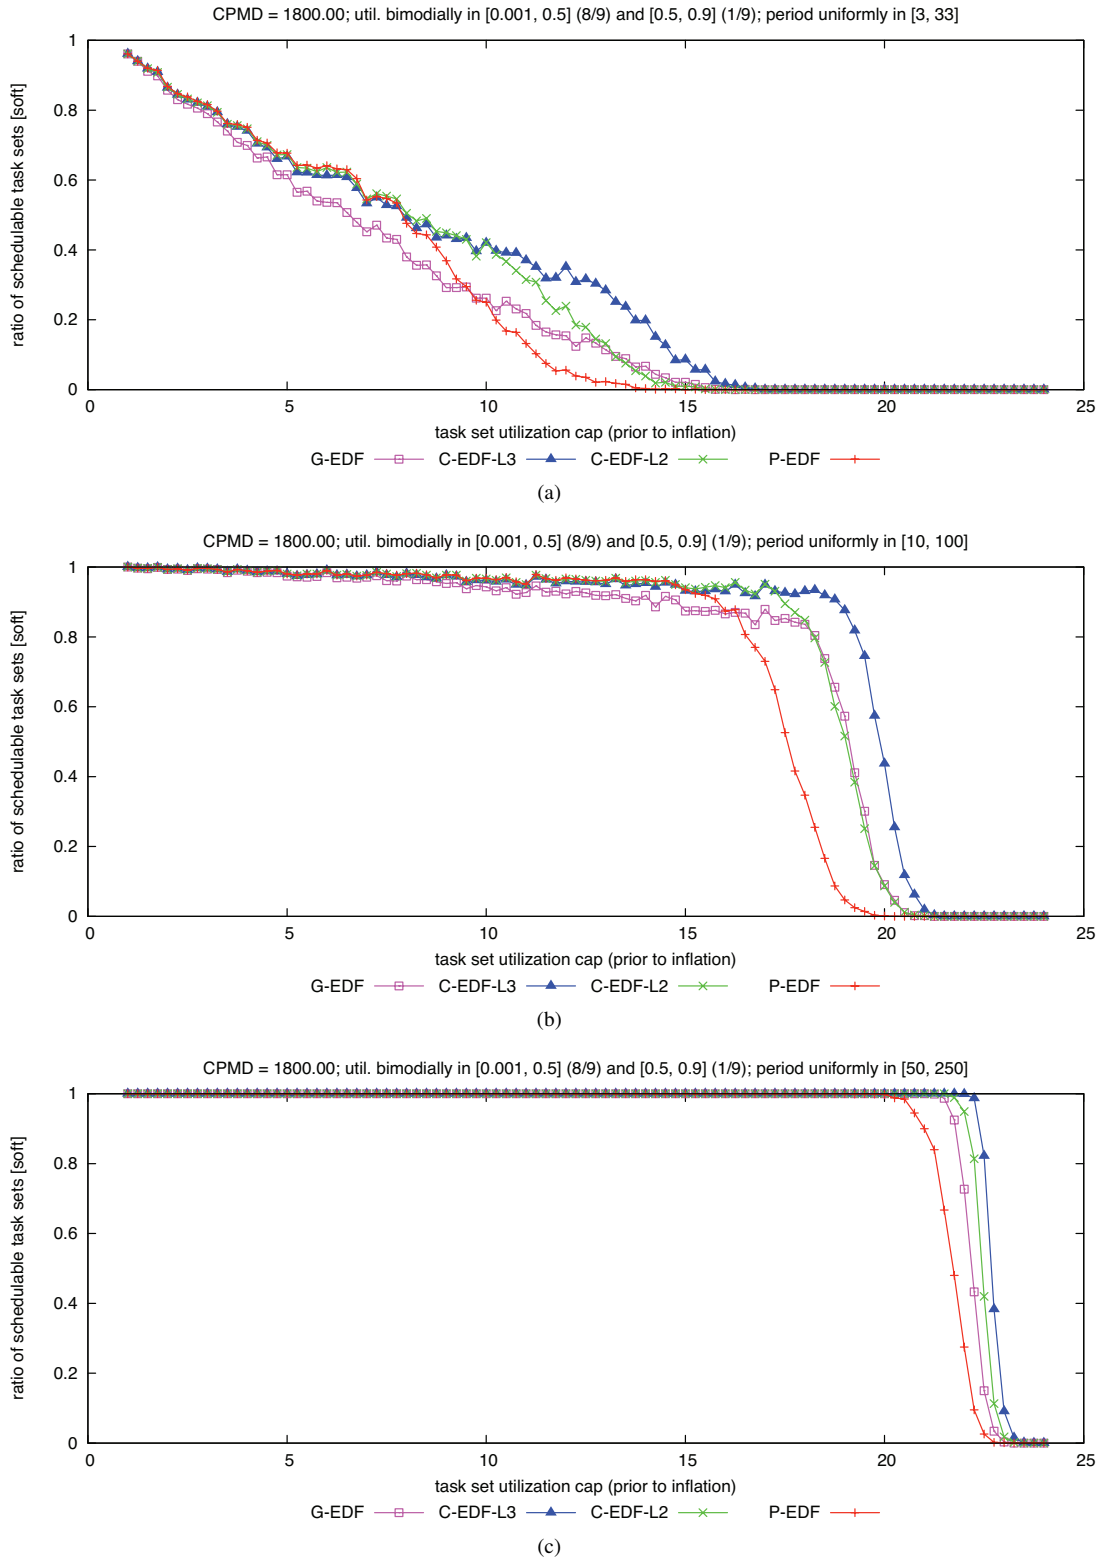 CPMD = 1800.00; util. bimodially in [0.001, 0.5] (8/9) and [0.5, 0.9] (1/9); period uniformly in [3, 33]
1
0.8
0.6
0.4
0.2
0
ratio of schedulable task sets [soft]
0 5 10 15 20 25
task set utilization cap (prior to inflation)
G-EDF C-EDF-L3 C-EDF-L2 P-EDF
(a)
CPMD = 1800.00; util. bimodially in [0.001, 0.5] (8/9) and [0.5, 0.9] (1/9); period uniformly in [10, 100]
1
0.8
0.6
0.4
0.2
0
ratio of schedulable task sets [soft]
0 5 10 15 20 25
task set utilization cap (prior to inflation)
G-EDF C-EDF-L3 C-EDF-L2 P-EDF
(b)
CPMD = 1800.00; util. bimodially in [0.001, 0.5] (8/9) and [0.5, 0.9] (1/9); period uniformly in [50, 250]
1
0.8
0.6
0.4
0.2
0
ratio of schedulable task sets [soft]
0 5 10 15 20 25
task set utilization cap (prior to inflation)
G-EDF C-EDF-L3 C-EDF-L2 P-EDF
(c)